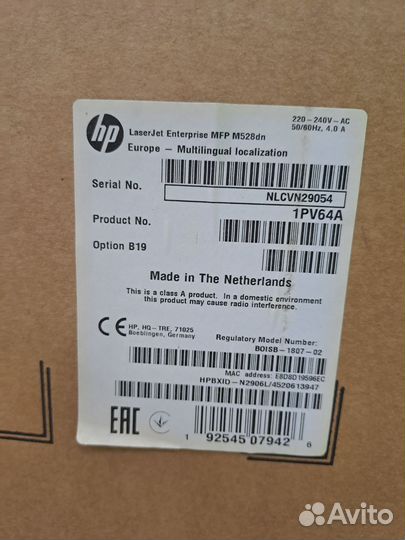 hp
LaserJet Enterprise MFP M528dn
220-240V-AC
50/60Hz, 4.0 A
Europe - Multilingual localization
Serial No.
NLCVN29054
1PV64A
Product No.
Option B19
Made in The Netherlands
This is a class A product. In a domestic environment
this product may cause radio interference.
CE
HP, HQ-TRE, 71025
Boeblingen, Germany
Regulatory Model Number:
BOISB-1807-02
MAC address: E8D8D19596EC
HPBXID-N2906L/4520613947
EAC
1 92545 07942 6
Avito